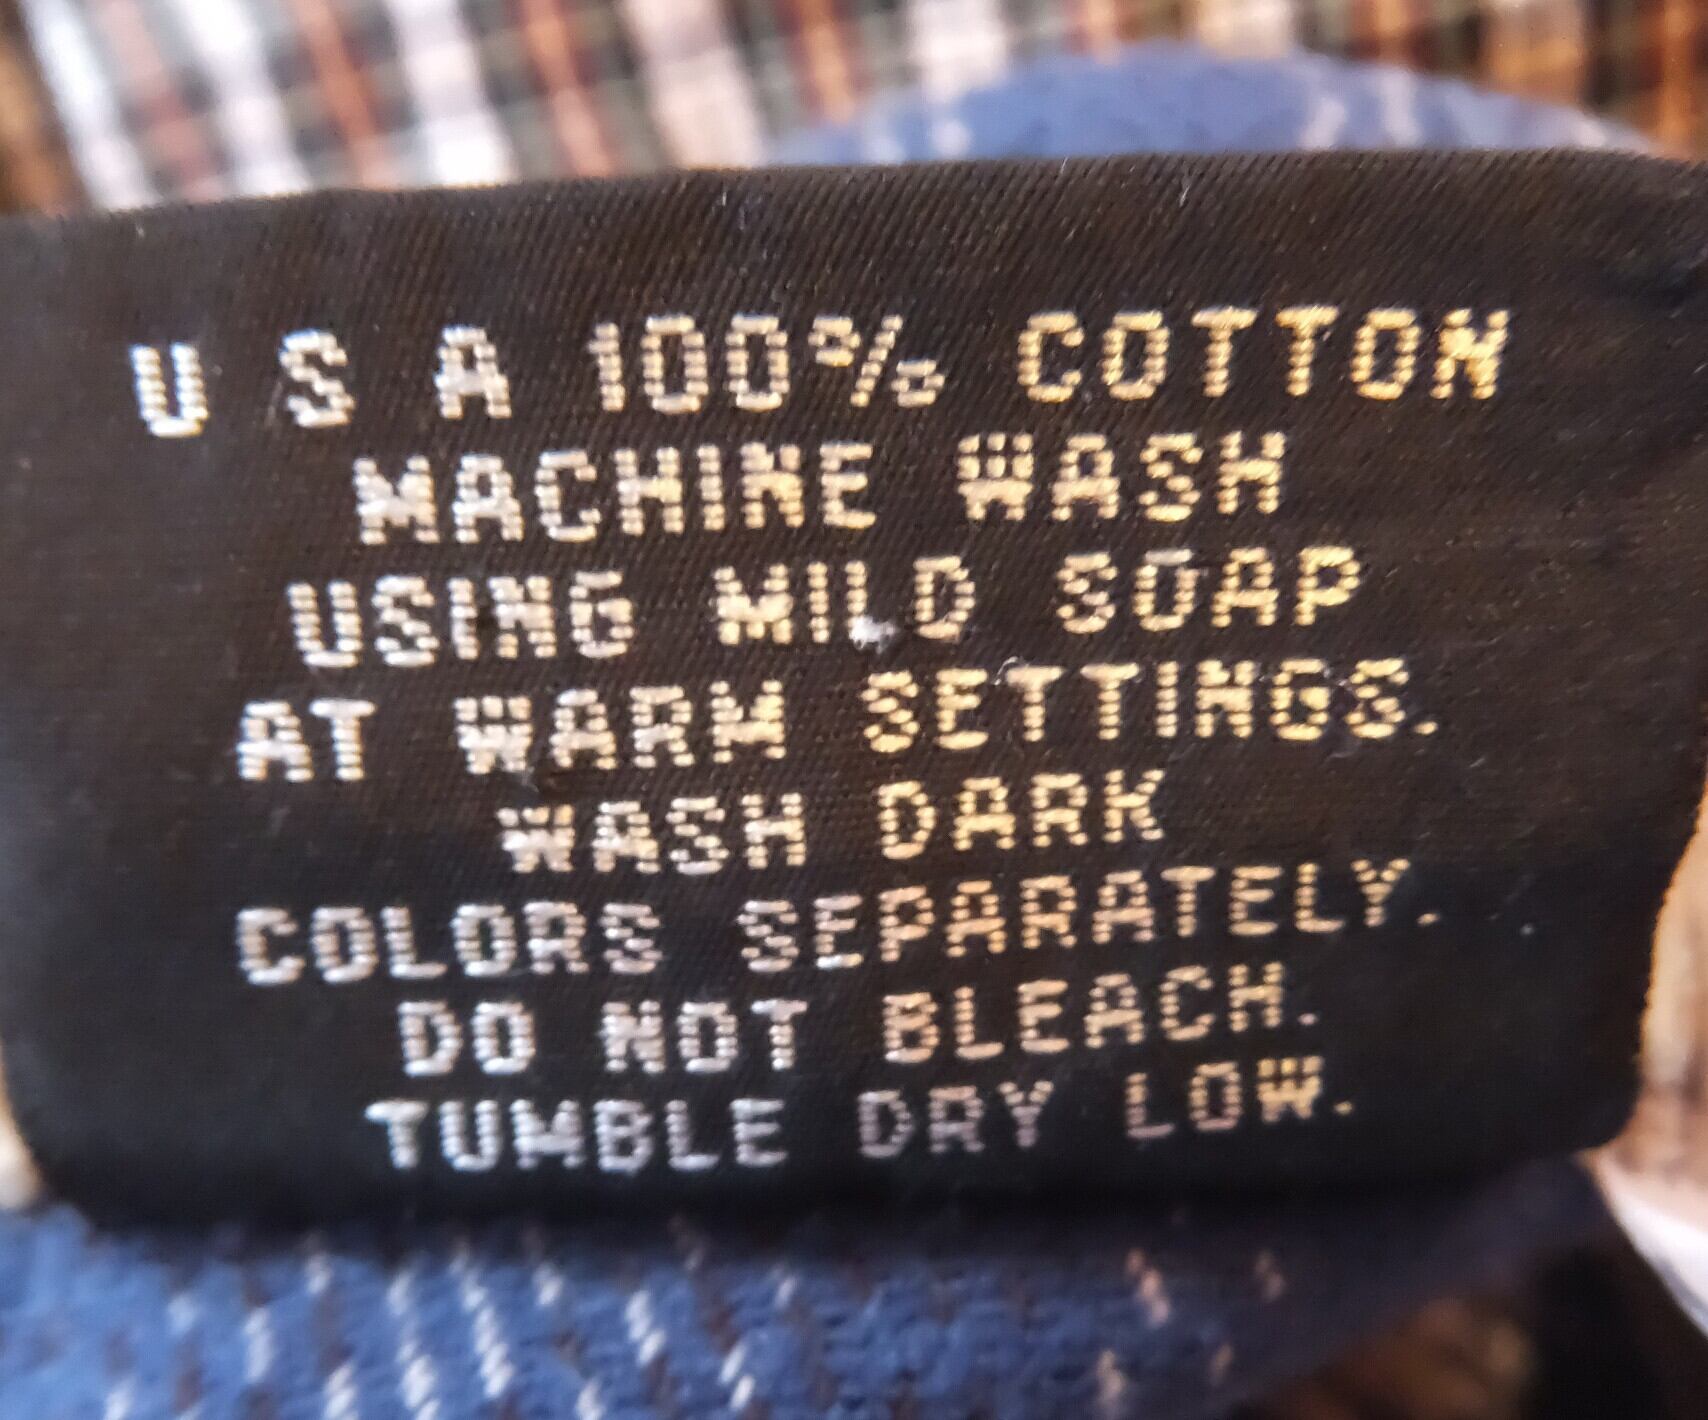 U S A 100% COTTON
MACHINE WASH
USING MILD SOAP
AT WARM SETTINGS.
WASH DARK
COLORS SEPARATELY.
DO NOT BLEACH.
TUMBLE DRY LOW.